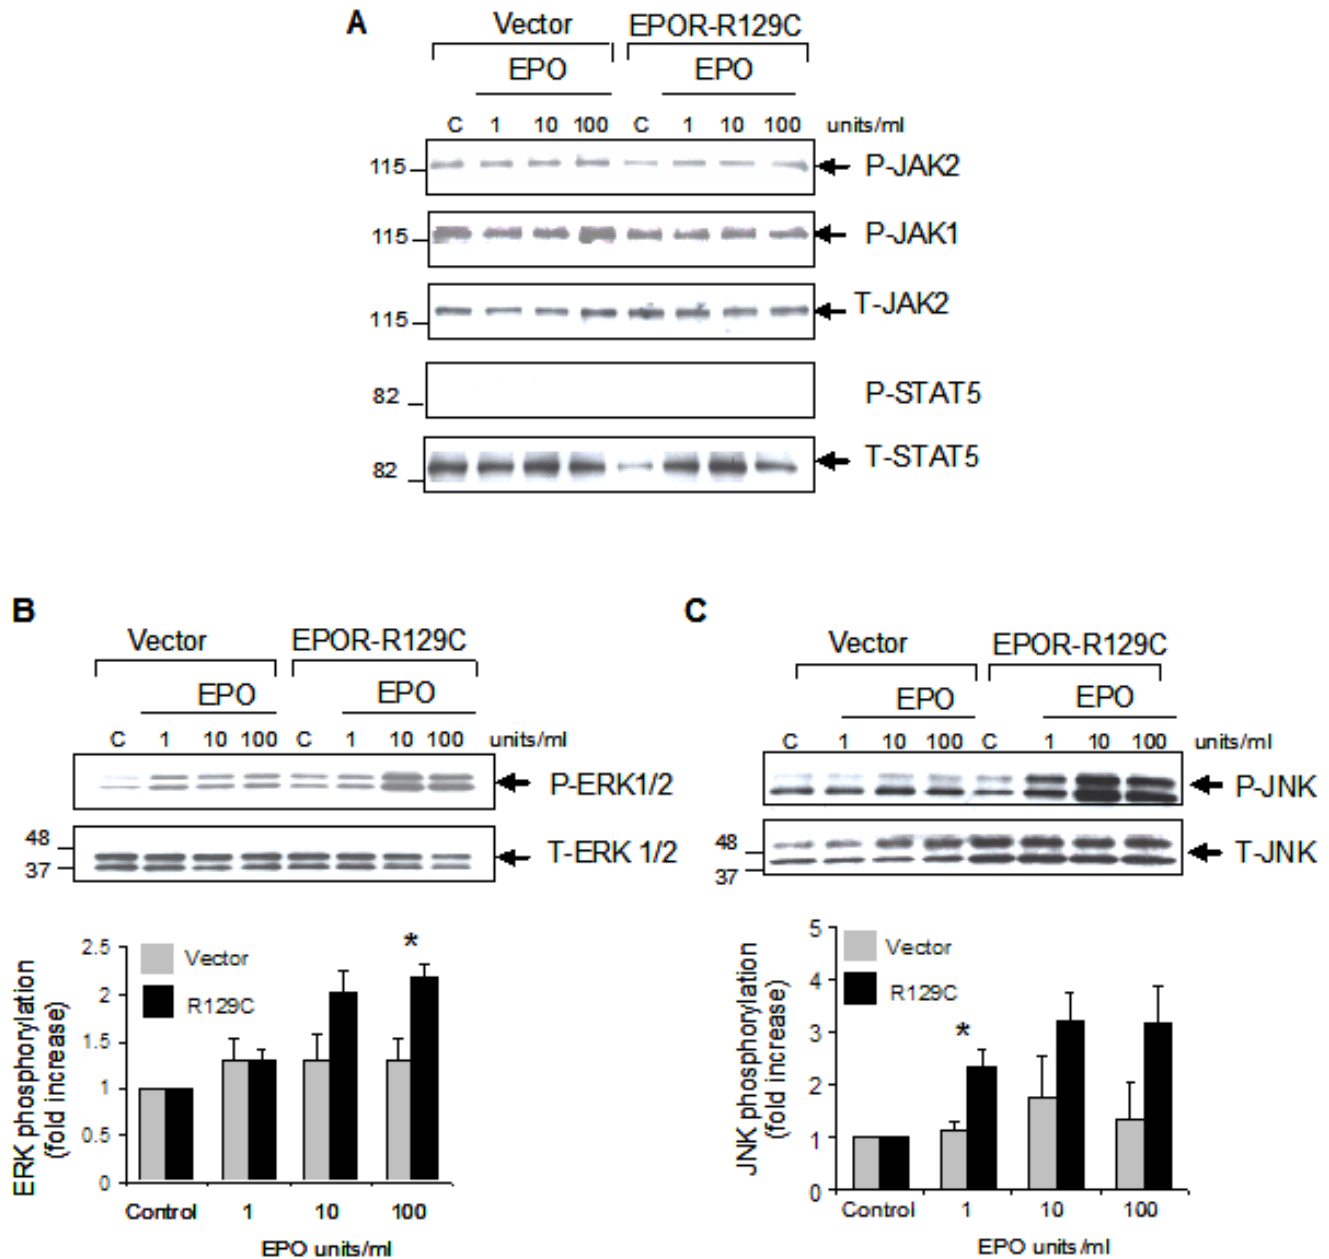 A
Vector EPOR-R129C
EPO EPO
C 1 10 100 C 1 10 100 units/ml
115 P-JAK2
115 P-JAK1
115 T-JAK2
82 P-STAT5
82 T-STAT5
B
Vector EPOR-R129C
EPO EPO
C 1 10 100 C 1 10 100 units/ml
P-ERK1/2
48
37
T-ERK 1/2
ERK phosphorylation
(fold increase)
2.5
2
1.5
1
0.5
0
Vector
R129C
*
Control 1 10 100
EPO units/ml
C
Vector EPOR-R129C
EPO EPO
C 1 10 100 C 1 10 100 units/ml
P-JNK
48
37
T-JNK
JNK phosphorylation
(fold increase)
5
4
3
2
1
0
Vector
R129C
*
Control 1 10 100
EPO units/ml